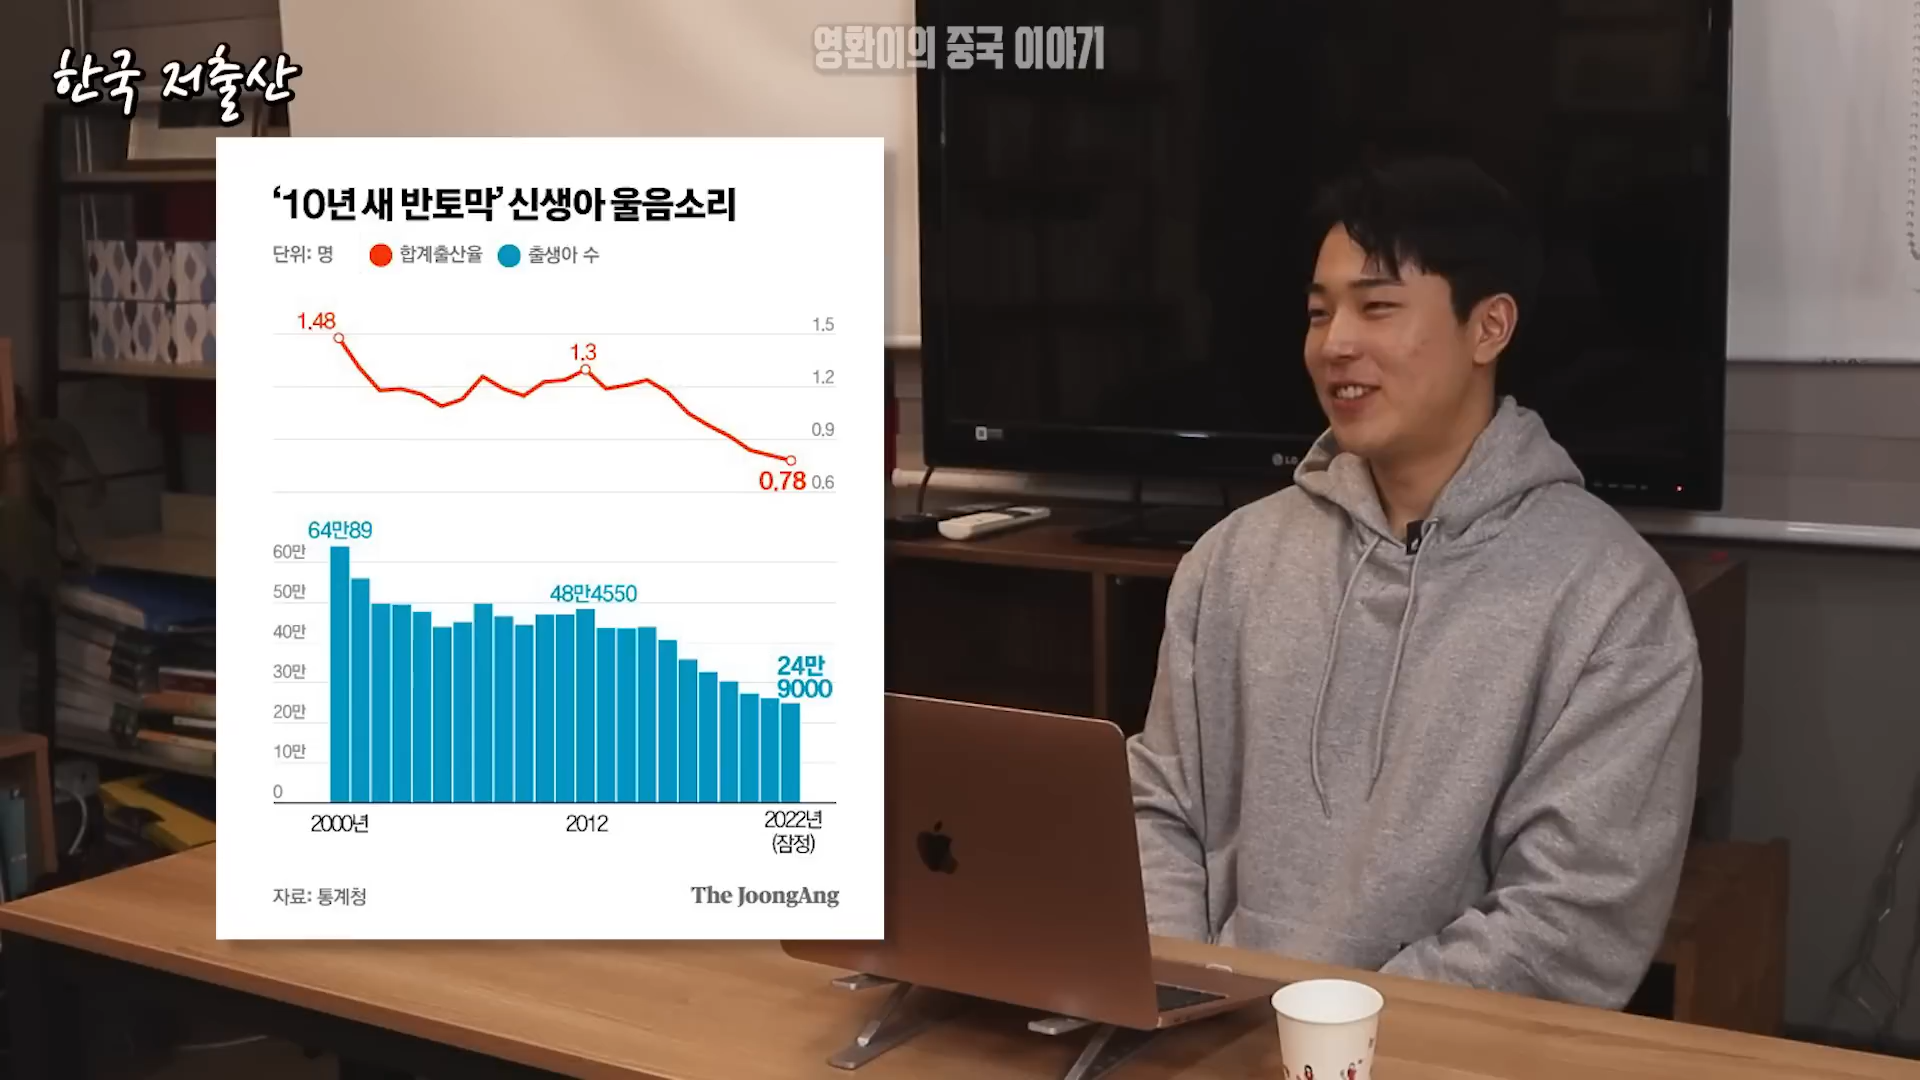 영환이의 중국 이야기
한국 저출산
‘10년 새 반토막’ 신생아 울음소리
단위: 명 합계출산율 출생아 수
1.48
1.3
0.78
1.5
1.2
0.9
0.6
64만89
48만4550
24만
9000
60만
50만
40만
30만
20만
10만
0
2000년
2012
2022년
(잠정)
자료: 통계청
The JoongAng
LG